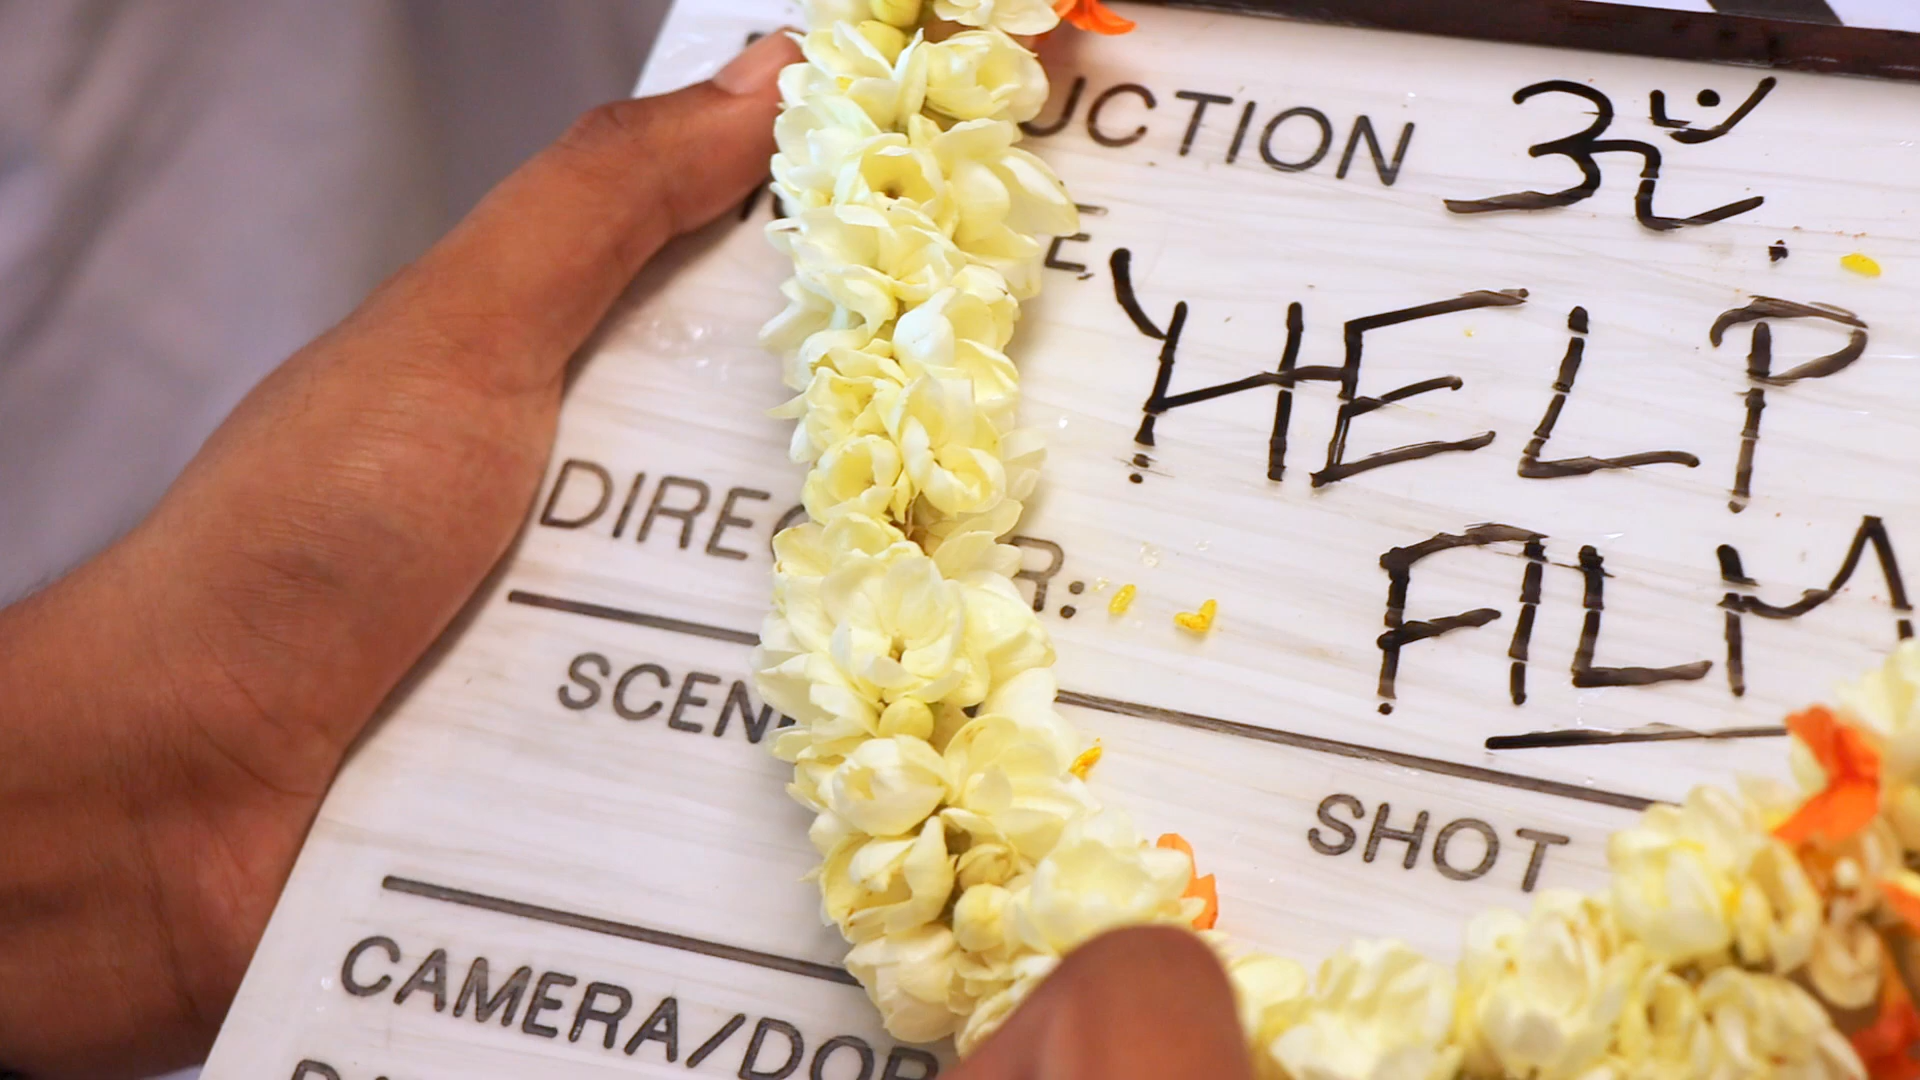 UCTION ॐ
E
HELP
FILM
DIREC R:
SCEN
SHOT
CAMERA/DOP